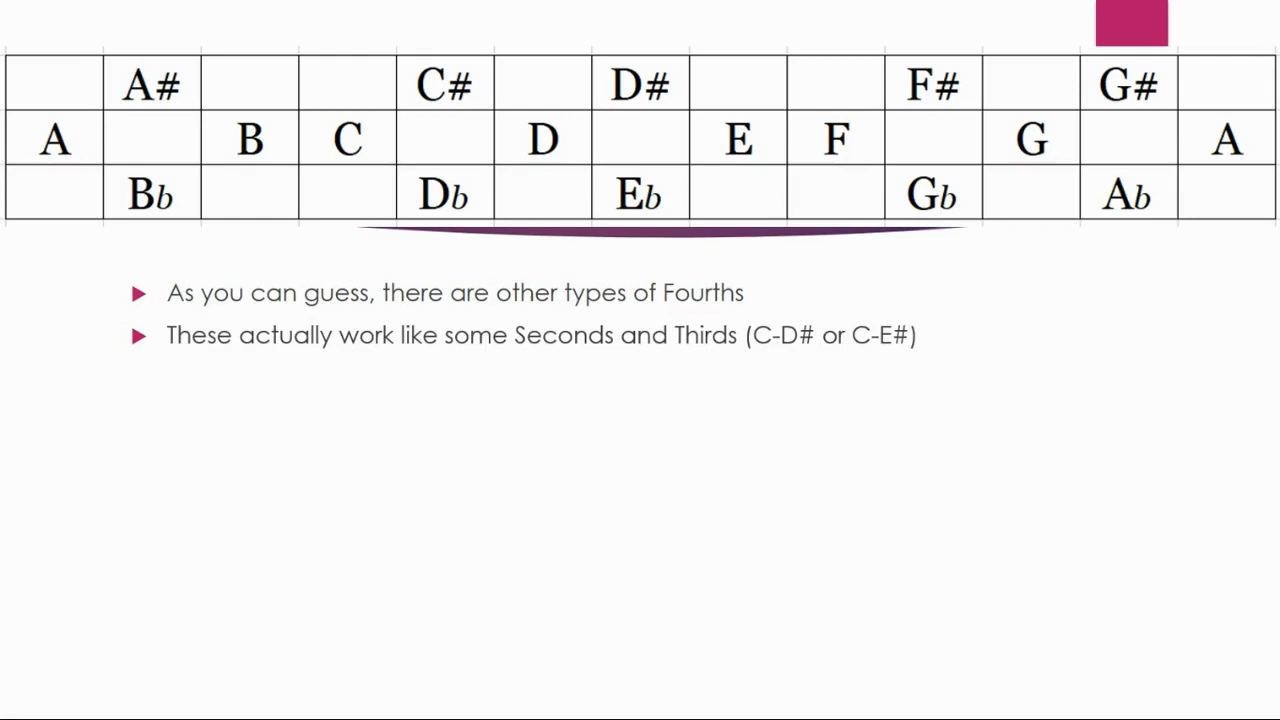 A# C# D# F# G#
A B C D E F G A
Bb Db Eb Gb Ab
As you can guess, there are other types of Fourths
These actually work like some Seconds and Thirds (C-D# or C-E#)